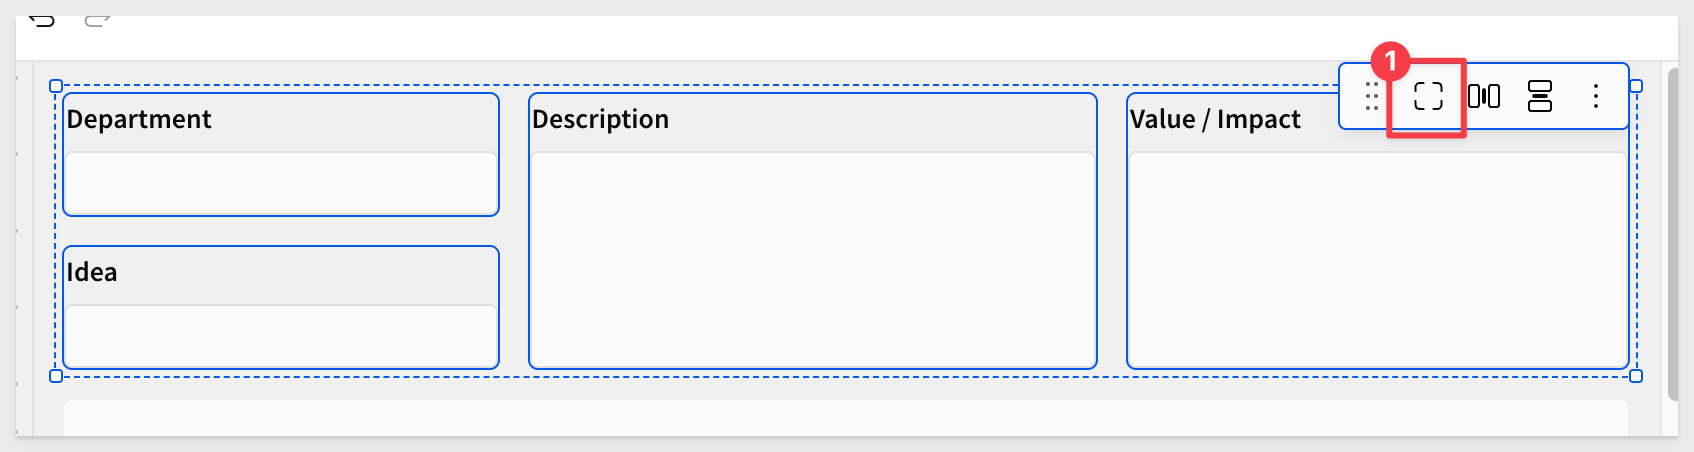 1
Department
Description
Value / Impact
Idea